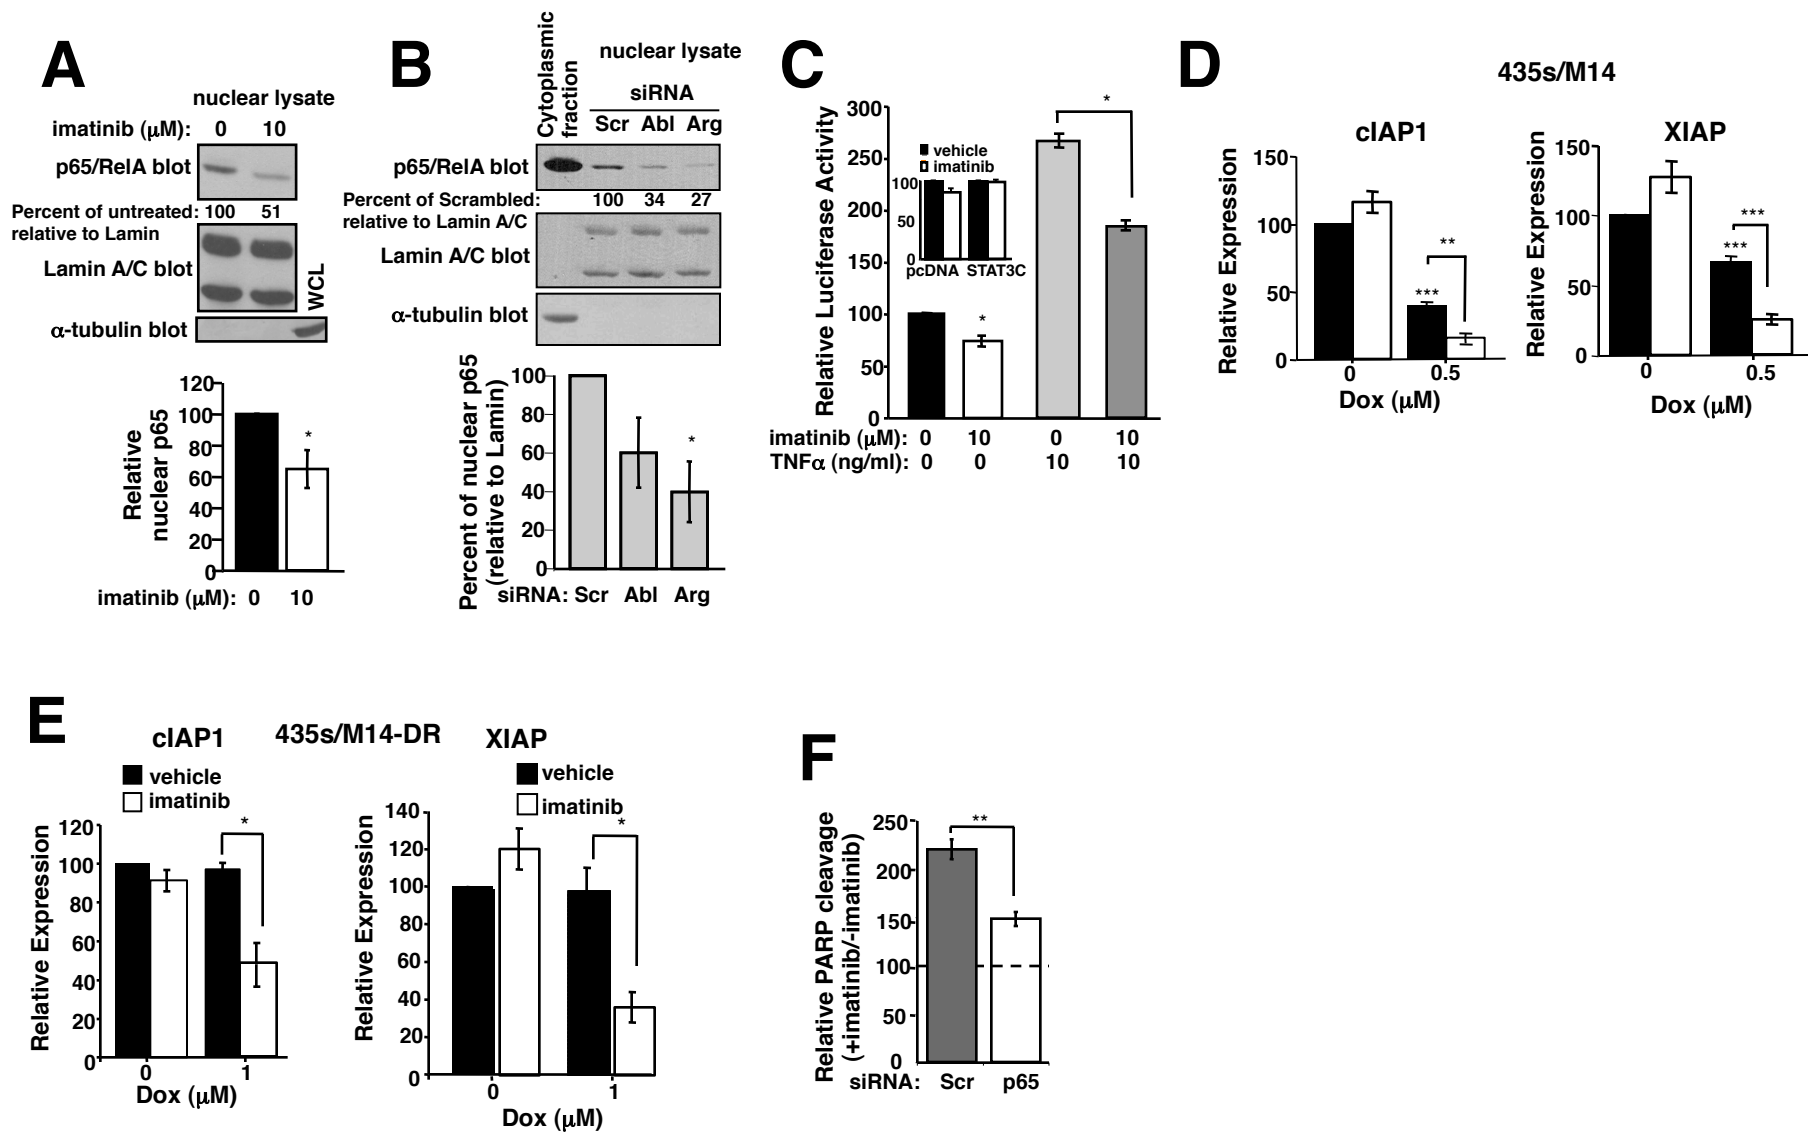 A
nuclear lysate
imatinib (μM): 0 10
p65/RelA blot
Percent of untreated: 100 51
relative to Lamin
Lamin A/C blot
WCL
α-tubulin blot
120
100
80
60
40
20
0
Relative
nuclear p65
*
imatinib (μM): 0 10
B
Cytoplasmic
fraction
nuclear lysate
siRNA
Scr Abl Arg
p65/RelA blot
Percent of Scrambled: 100 34 27
relative to Lamin A/C
Lamin A/C blot
α-tubulin blot
Percent of nuclear p65
(relative to Lamin)
100
80
60
40
20
0
*
siRNA: Scr Abl Arg
C
Relative Luciferase Activity
300
250
200
150
100
50
0
vehicle
imatinib
100
50
0
pcDNA STAT3C
*
*
imatinib (μM): 0 10 0 10
TNFα (ng/ml): 0 0 10 10
D
435s/M14
cIAP1
Relative Expression
150
100
50
0
***
**
0 0.5
Dox (μM)
XIAP
Relative Expression
150
100
50
0
***
***
0 0.5
Dox (μM)
E
435s/M14-DR
cIAP1
vehicle
imatinib
Relative Expression
120
100
80
60
40
20
0
*
0 1
Dox (μM)
XIAP
vehicle
imatinib
Relative Expression
140
120
100
80
60
40
20
0
*
0 1
Dox (μM)
F
Relative PARP cleavage
(+imatinib/-imatinib)
250
200
150
100
50
0
**
siRNA: Scr p65